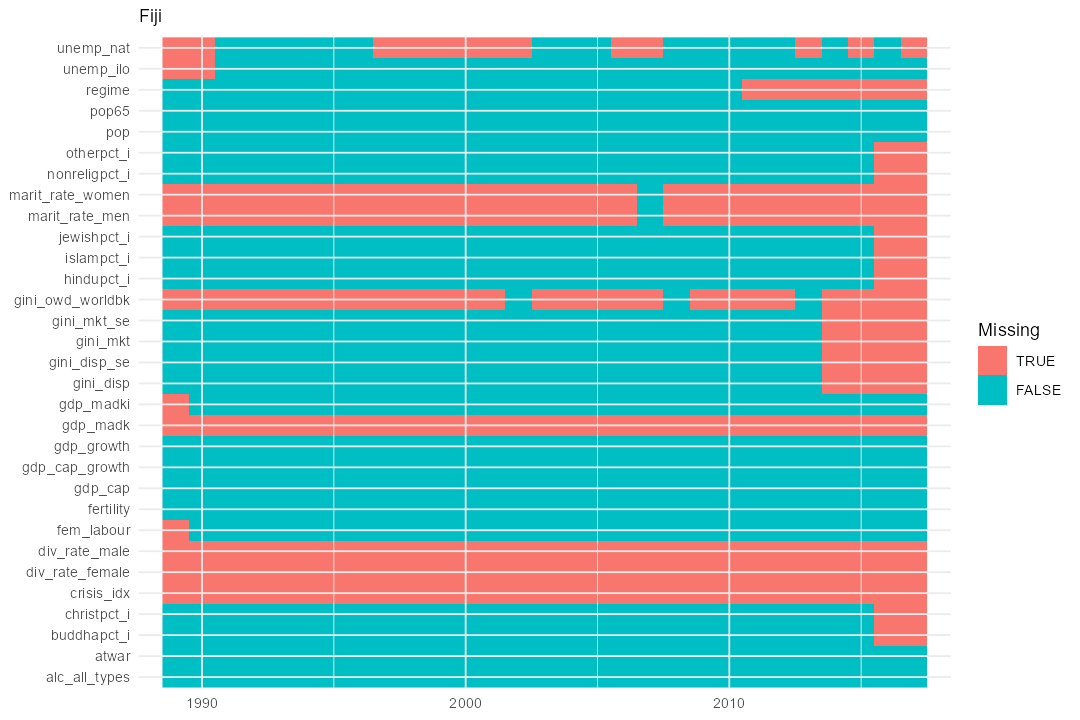 Fiji
unemp_nat
unemp_ilo
regime
pop65
pop
otherpct_i
nonreligpct_i
marit_rate_women
marit_rate_men
jewishpct_i
islampct_i
hindupct_i
gini_owd_worldbk
gini_mkt_se
gini_mkt
gini_disp_se
gini_disp
gdp_madki
gdp_madk
gdp_growth
gdp_cap_growth
gdp_cap
fertility
fem_labour
div_rate_male
div_rate_female
crisis_idx
christpct_i
buddhapct_i
atwar
alc_all_types
1990 2000 2010
Missing
TRUE
FALSE